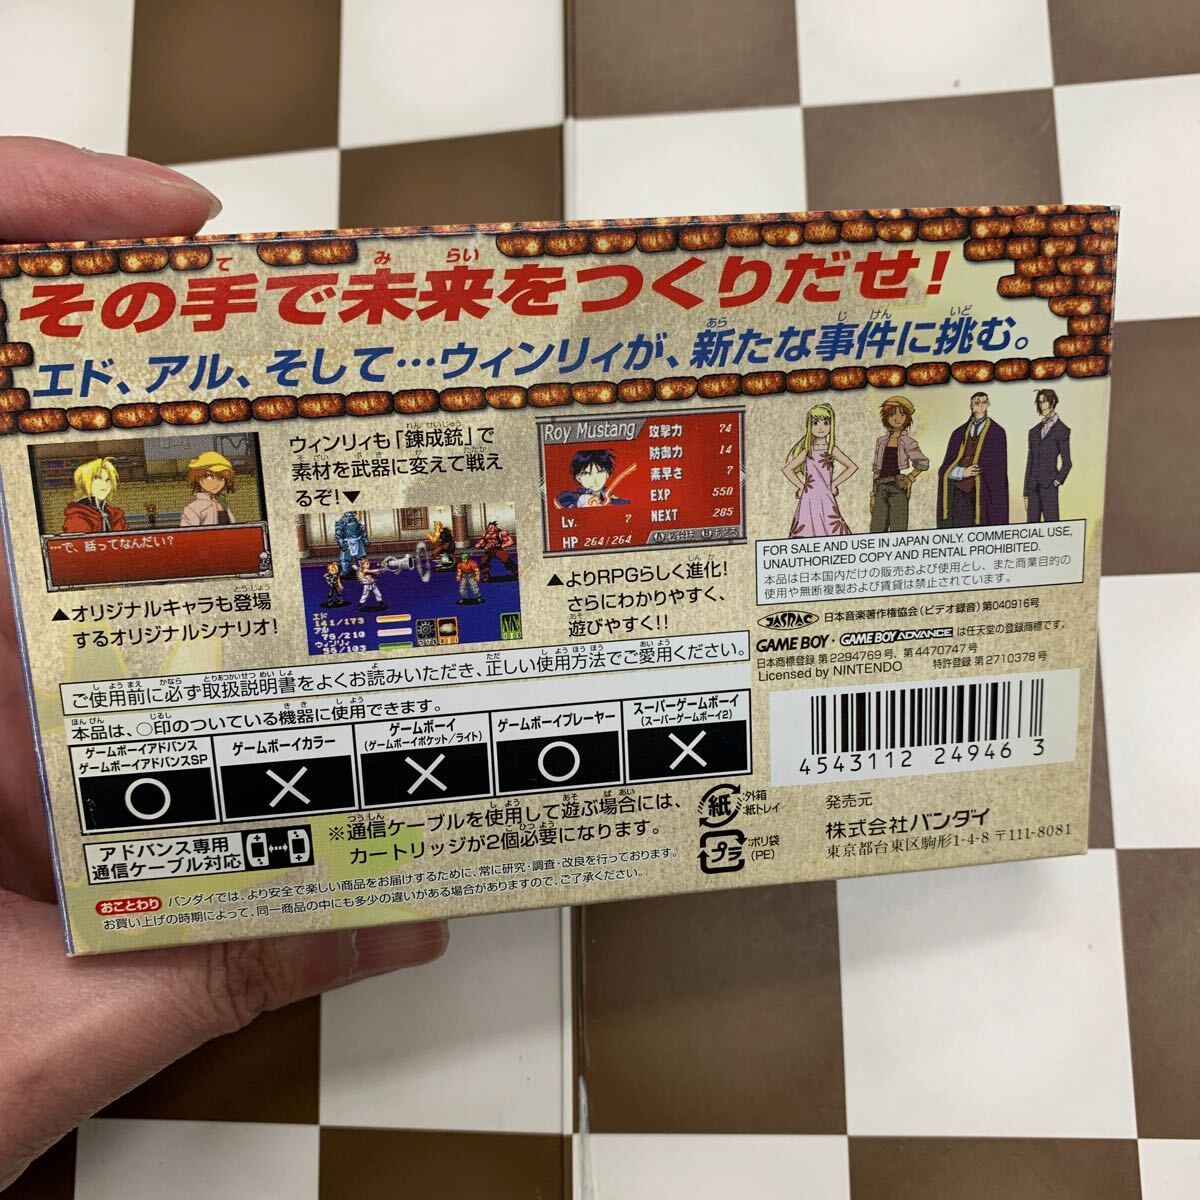 その手で未来をつくりだせ!
エド、アル、そして…ウィンリィが、新たな事件に挑む。
…で、話ってなんだい?
▲オリジナルキャラも登場
するオリジナルシナリオ!
ウィンリィも「錬成銃」で
素材を武器に変えて戦え
るぞ!▼
エド
141/173
アル
75/210
ウィンリィ
Roy Mustang
攻撃力 24
防御力 14
素早さ 7
EXP 550
NEXT 285
Lv. 7
HP 264/264
▲よりRPGらしく進化!
さらにわかりやすく、
遊びやすく!!
FOR SALE AND USE IN JAPAN ONLY. COMMERCIAL USE,
UNAUTHORIZED COPY AND RENTAL PROHIBITED.
本品は日本国内だけの販売および使用とし、また商業目的の
使用や無断複製および賃貸は禁止されています。
JASRAC 日本音楽著作権協会(ビデオ録音)第040916号
GAME BOY・GAME BOY ADVANCE は任天堂の登録商標です。
日本商標登録 第2294769号、第4470747号
Licensed by NINTENDO 特許登録 第2710378号
ご使用前に必ず取扱説明書をよくお読みいただき、正しい使用方法でご愛用ください。
本品は、○印のついている機器に使用できます。
ゲームボーイアドバンス
ゲームボーイアドバンスSP
○
ゲームボーイカラー
×
ゲームボーイ
(ゲームボーイポケット/ライト)
×
ゲームボーイプレーヤー
○
スーパーゲームボーイ
(スーパーゲームボーイ2)
×
4543112 224946 3
アドバンス専用
通信ケーブル対応
※通信ケーブルを使用して遊ぶ場合には、
カートリッジが2個必要になります。
紙
:外箱
:紙トレイ
プラ
:ポリ袋
(PE)
発売元
株式会社バンダイ
東京都台東区駒形1-4-8 〒111-8081
おことわり バンダイでは、より安全で楽しい商品をお届けするために、常に研究・調査・改良を行っております。
お買い上げの時期によって、同一商品の中にも多少の違いがある場合がありますので、ご了承ください。